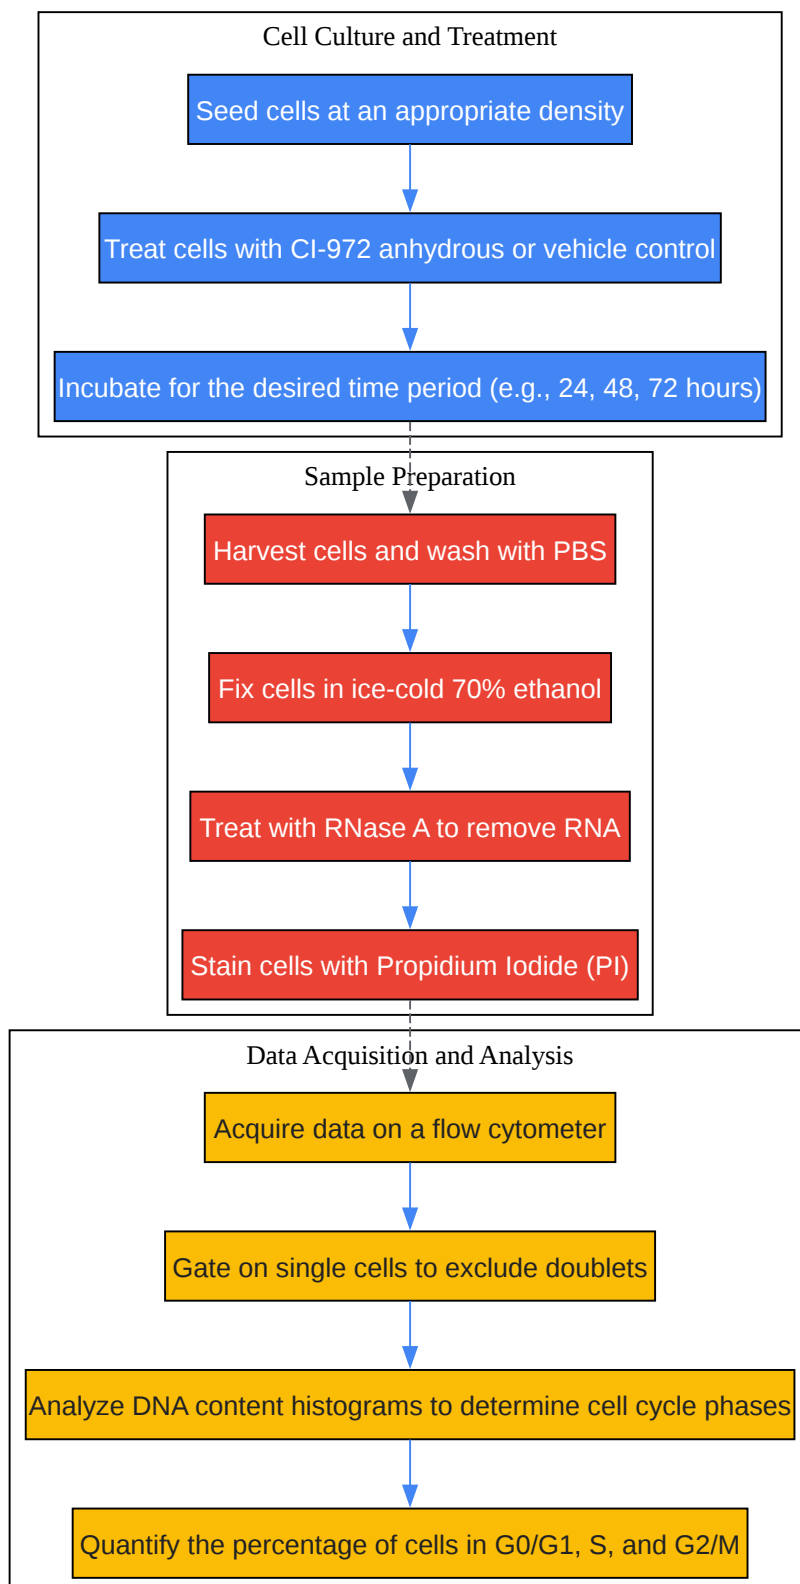 Cell Culture and Treatment
Seed cells at an appropriate density
Treat cells with CI-972 anhydrous or vehicle control
Incubate for the desired time period (e.g., 24, 48, 72 hours)
Sample Preparation
Harvest cells and wash with PBS
Fix cells in ice-cold 70% ethanol
Treat with RNase A to remove RNA
Stain cells with Propidium Iodide (PI)
Data Acquisition and Analysis
Acquire data on a flow cytometer
Gate on single cells to exclude doublets
Analyze DNA content histograms to determine cell cycle phases
Quantify the percentage of cells in G0/G1, S, and G2/M